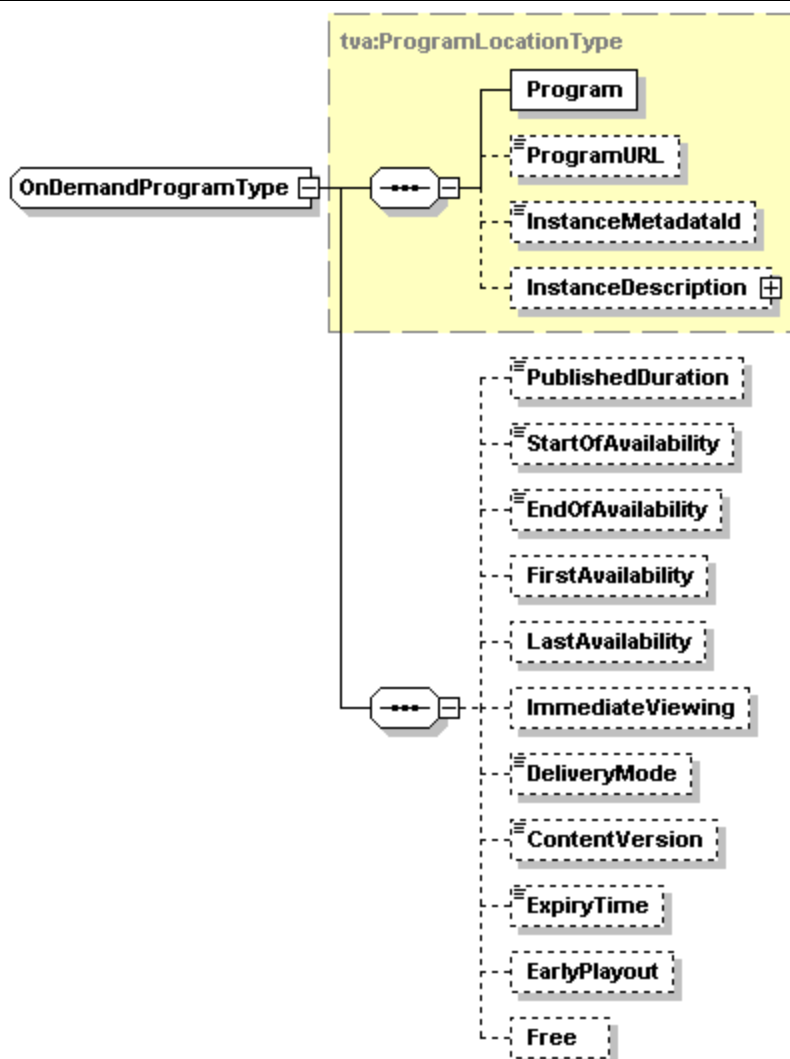 tva:ProgramLocationType
Program
ProgramURL
OnDemandProgramType
InstanceMetadataId
InstanceDescription
PublishedDuration
StartOfAvailability
EndOfAvailability
FirstAvailability
LastAvailability
ImmediateViewing
DeliveryMode
ContentVersion
ExpiryTime
EarlyPlayout
Free